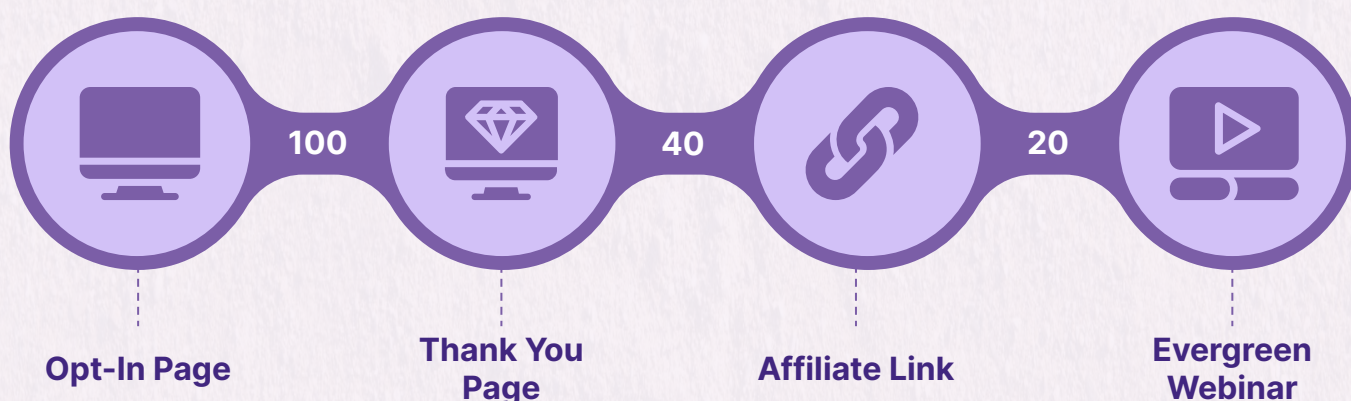 100
40
20
Opt-In Page
Thank You
Page
Affiliate Link
Evergreen
Webinar